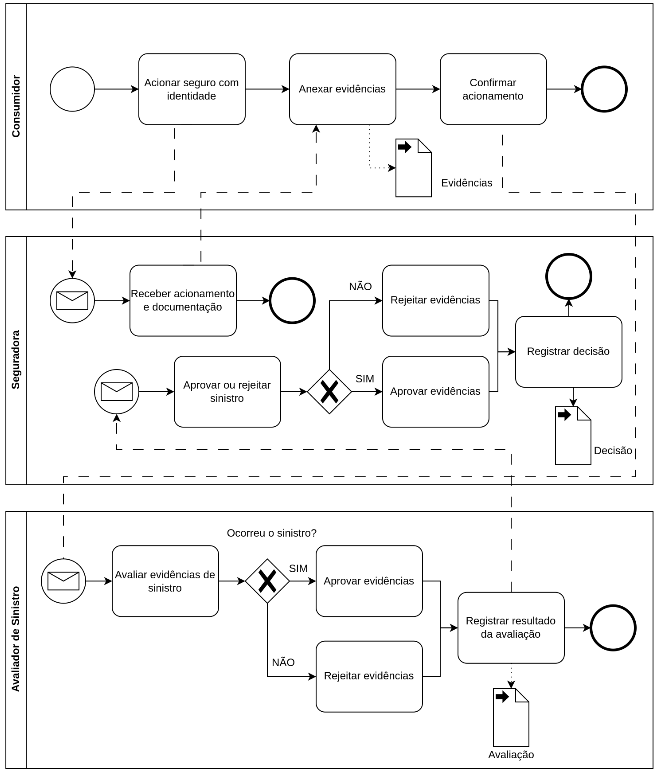 Consumidor
Acionar seguro com
identidade
Anexar evidências
Confirmar
acionamento
Evidências
Seguradora
Receber acionamento
e documentação
NÃO
Rejeitar evidências
Registrar decisão
Aprovar ou rejeitar
sinistro
SIM
Aprovar evidências
Decisão
Avaliador de Sinistro
Ocorreu o sinistro?
Avaliar evidências de
sinistro
SIM
Aprovar evidências
NÃO
Rejeitar evidências
Registrar resultado
da avaliação
Avaliação